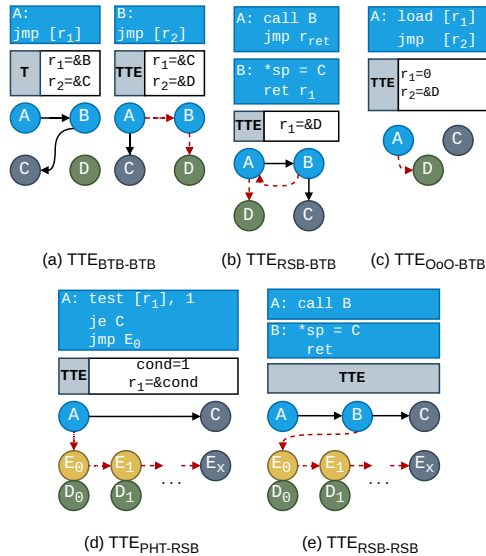 A:
jmp [r1]
B:
jmp [r2]
T
r1=&B
r2=&C
TTE
r1=&C
r2=&D
A
B
C
D
A
B
C
D
(a) TTEBTB-BTB
A: call B
jmp rret
B: *sp = C
ret r1
TTE
r1=&D
A
B
D
C
(b) TTERSB-BTB
A: load [r1]
jmp [r2]
TTE
r1=0
r2=&D
A
C
D
(c) TTEOoO-BTB
A: test [r1], 1
je C
jmp E0
TTE
cond=1
r1=&cond
A
C
E0
E1
Ex
D0
D1
...
(d) TTEPHT-RSB
A: call B
B: *sp = C
ret
TTE
A
B
C
E0
E1
Ex
D0
D1
...
(e) TTERSB-RSB